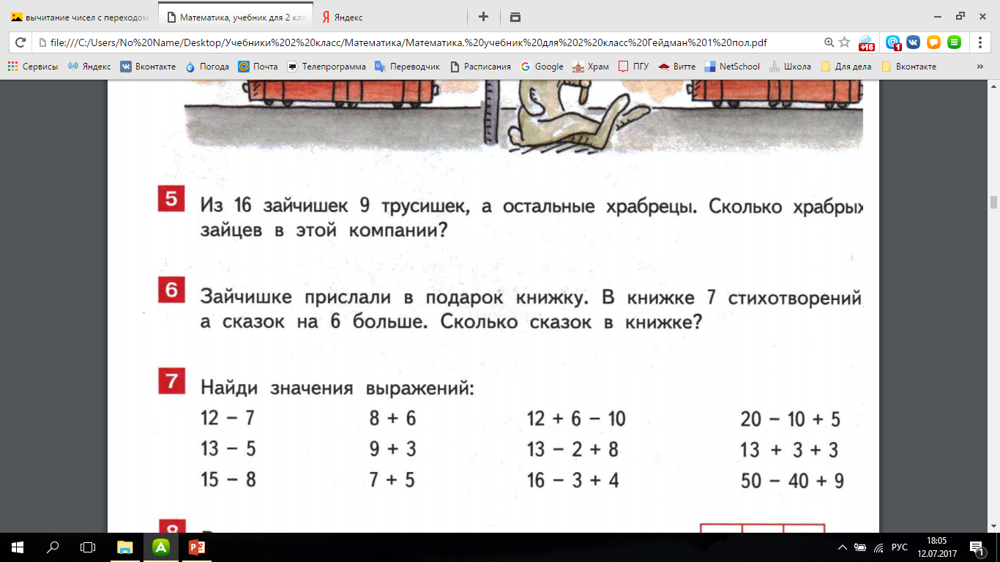 вычитание чисел с переходом
Математика, учебник для 2 кла
Яндекс
file:///C:/Users/No%20Name/Desktop/Учебники%202%20класс/Математика/Математика,%20учебник%20для%202%20класс%20Гейдман%201%20пол.pdf
+16
1
Сервисы Яндекс Вконтакте Погода Почта Телепрограмма Переводчик Расписания Google Храм ПГУ Витте NetSchool Школа Для дела Вконтакте »
5 Из 16 зайчишек 9 трусишек, а остальные храбрецы. Сколько храбрых
зайцев в этой компании?
6 Зайчишке прислали в подарок книжку. В книжке 7 стихотворений
а сказок на 6 больше. Сколько сказок в книжке?
7 Найди значения выражений:
12 – 7 8 + 6 12 + 6 – 10 20 – 10 + 5
13 – 5 9 + 3 13 – 2 + 8 13 + 3 + 3
15 – 8 7 + 5 16 – 3 + 4 50 – 40 + 9
8
РУС
18:05
12.07.2017
1